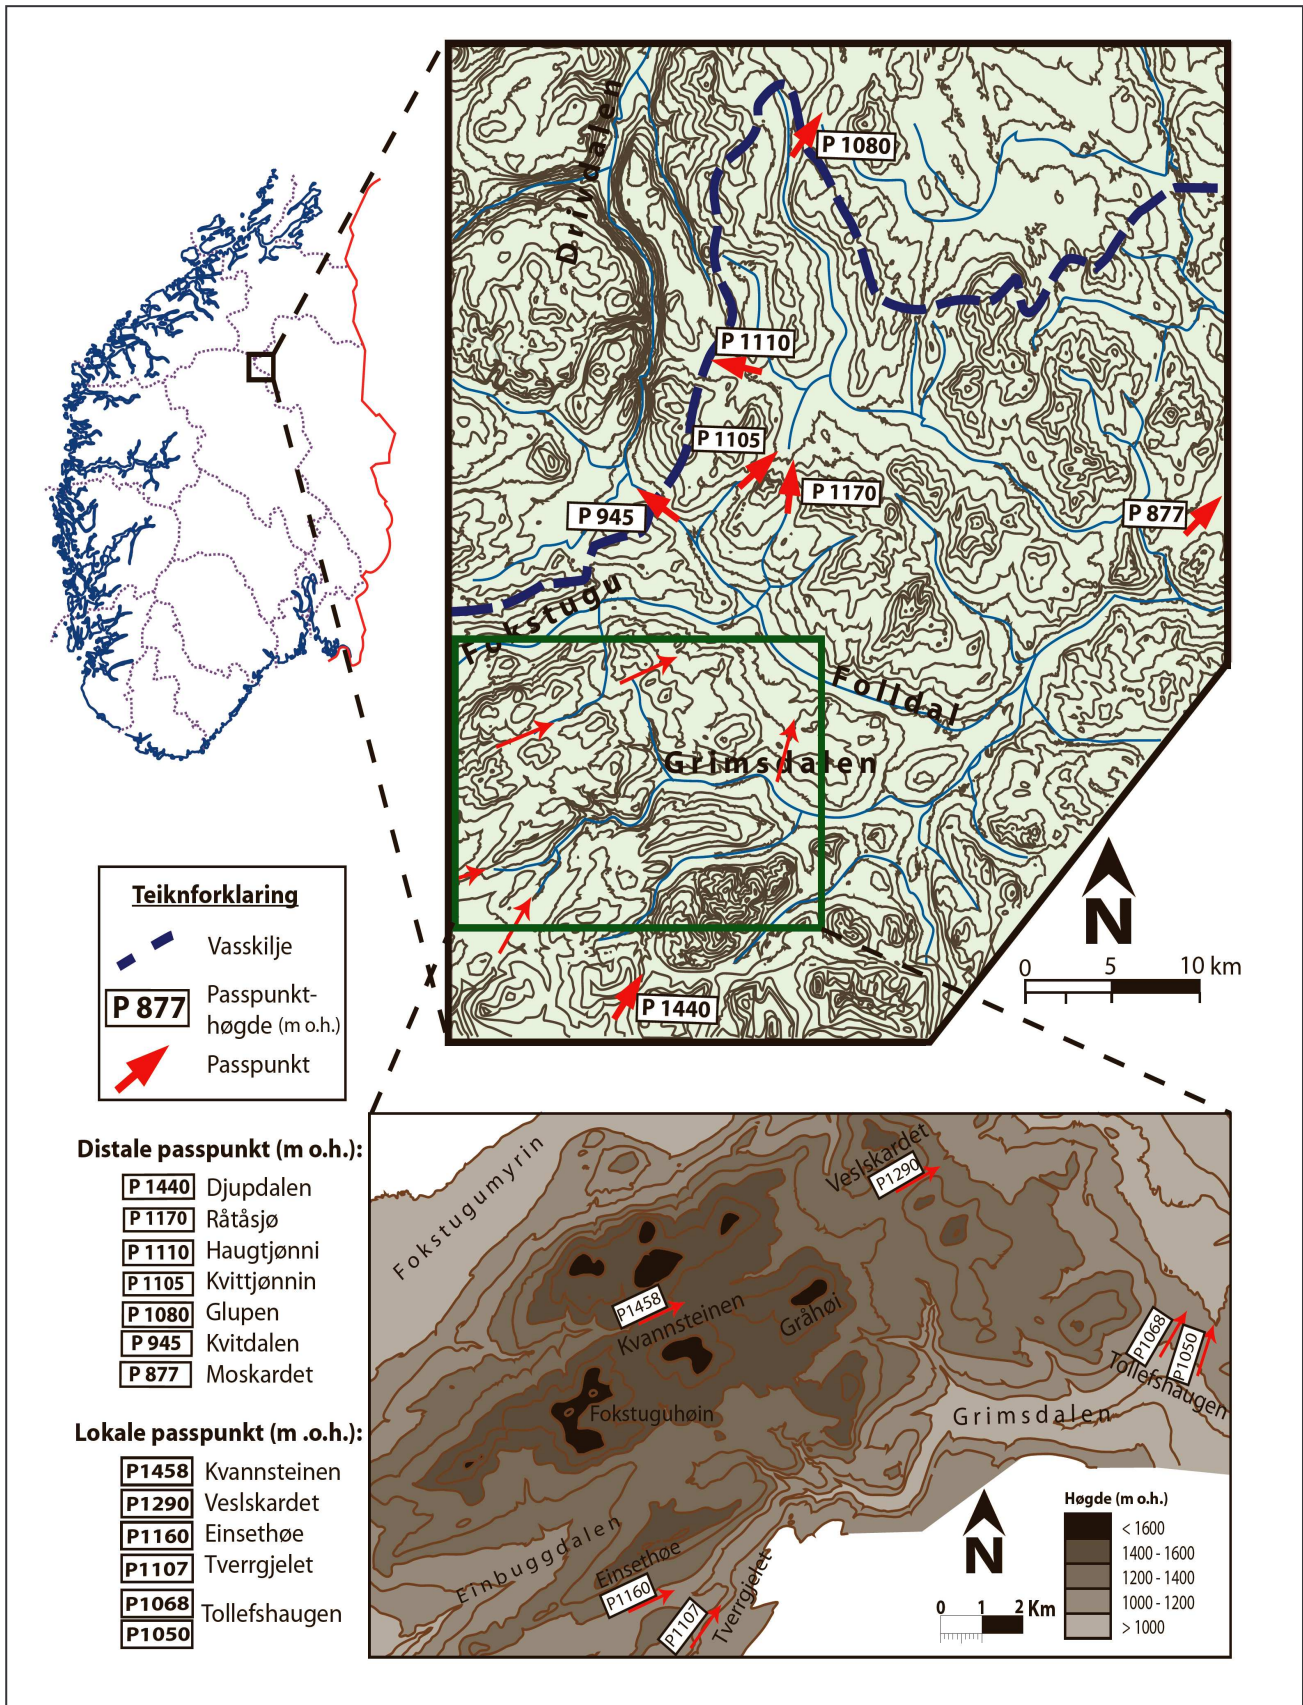 Drivdalen
P 1080
P 1110
P 1105
P 1170
P 945
P 877
Fokstugu
Folldal
Grimsdalen
P 1440
N
0 5 10 km
Teiknforklaring
Vasskilje
P 877
Passpunkt-
høgde (m o.h.)
Passpunkt
Distale passpunkt (m o.h.):
P 1440 Djupdalen
P 1170 Råtåsjø
P 1110 Haugtjønni
P 1105 Kvittjønnin
P 1080 Glupen
P 945 Kvitdalen
P 877 Moskardet
Lokale passpunkt (m .o.h.):
P1458 Kvannsteinen
P1290 Veslskardet
P1160 Einsethøe
P1107 Tverrgjelet
P1068
Tollefshaugen
P1050
Fokstugumyrin
Veslskardet
P1290
P1458
Kvannsteinen
Gråhøi
P1068
P1050
Tollefshaugen
Fokstuguhøin
Grimsdalen
Einbuggdalen
Einsethøe
P1160
P1107
Tverrgjelet
N
0 1 2 Km
Høgde (m o.h.)
< 1600
1400 - 1600
1200 - 1400
1000 - 1200
> 1000